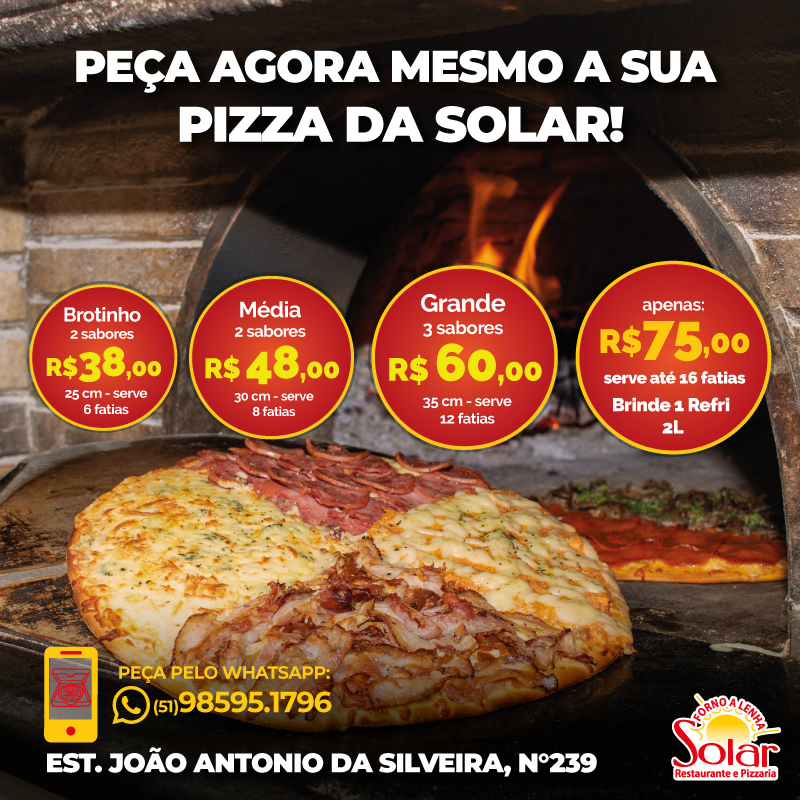 PEÇA AGORA MESMO A SUA
PIZZA DA SOLAR!
Brotinho
2 sabores
R$38,00
25 cm - serve
6 fatias
Média
2 sabores
R$48,00
30 cm - serve
8 fatias
Grande
3 sabores
R$60,00
35 cm - serve
12 fatias
apenas:
R$75,00
serve até 16 fatias
Brinde 1 Refri
2L
PEÇA PELO WHATSAPP:
(51)98595.1796
EST. JOÃO ANTONIO DA SILVEIRA, N°239
FORNO A LENHA
Solar
Restaurante e Pizzaria